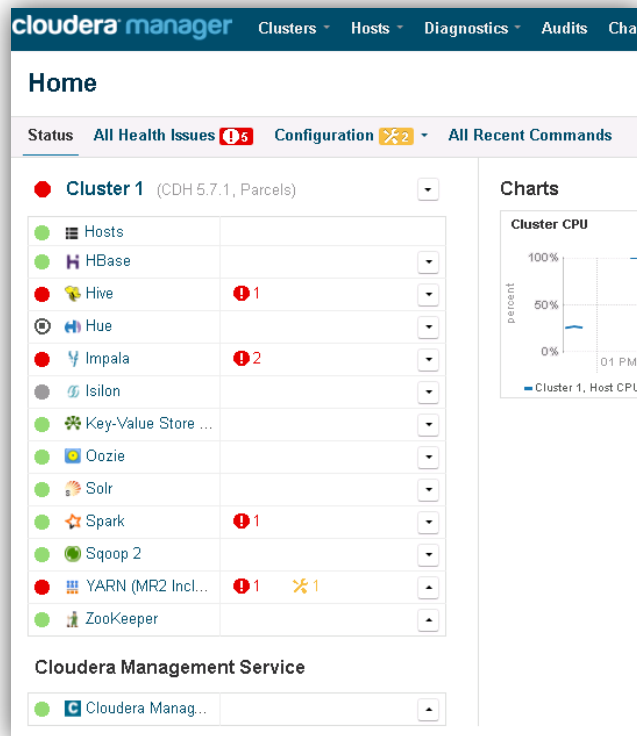 cloudera manager Clusters Hosts Diagnostics Audits Cha
Home
Status All Health Issues 5 Configuration 2 All Recent Commands
Cluster 1 (CDH 5.7.1, Parcels)
Hosts
HBase
Hive 1
Hue
Impala 2
Isilon
Key-Value Store ...
Oozie
Solr
Spark 1
Sqoop 2
YARN (MR2 Incl... 1 1
ZooKeeper
Cloudera Management Service
Cloudera Manag...
Charts
Cluster CPU
percent
100%
50%
0%
01 PM
Cluster 1, Host CPU